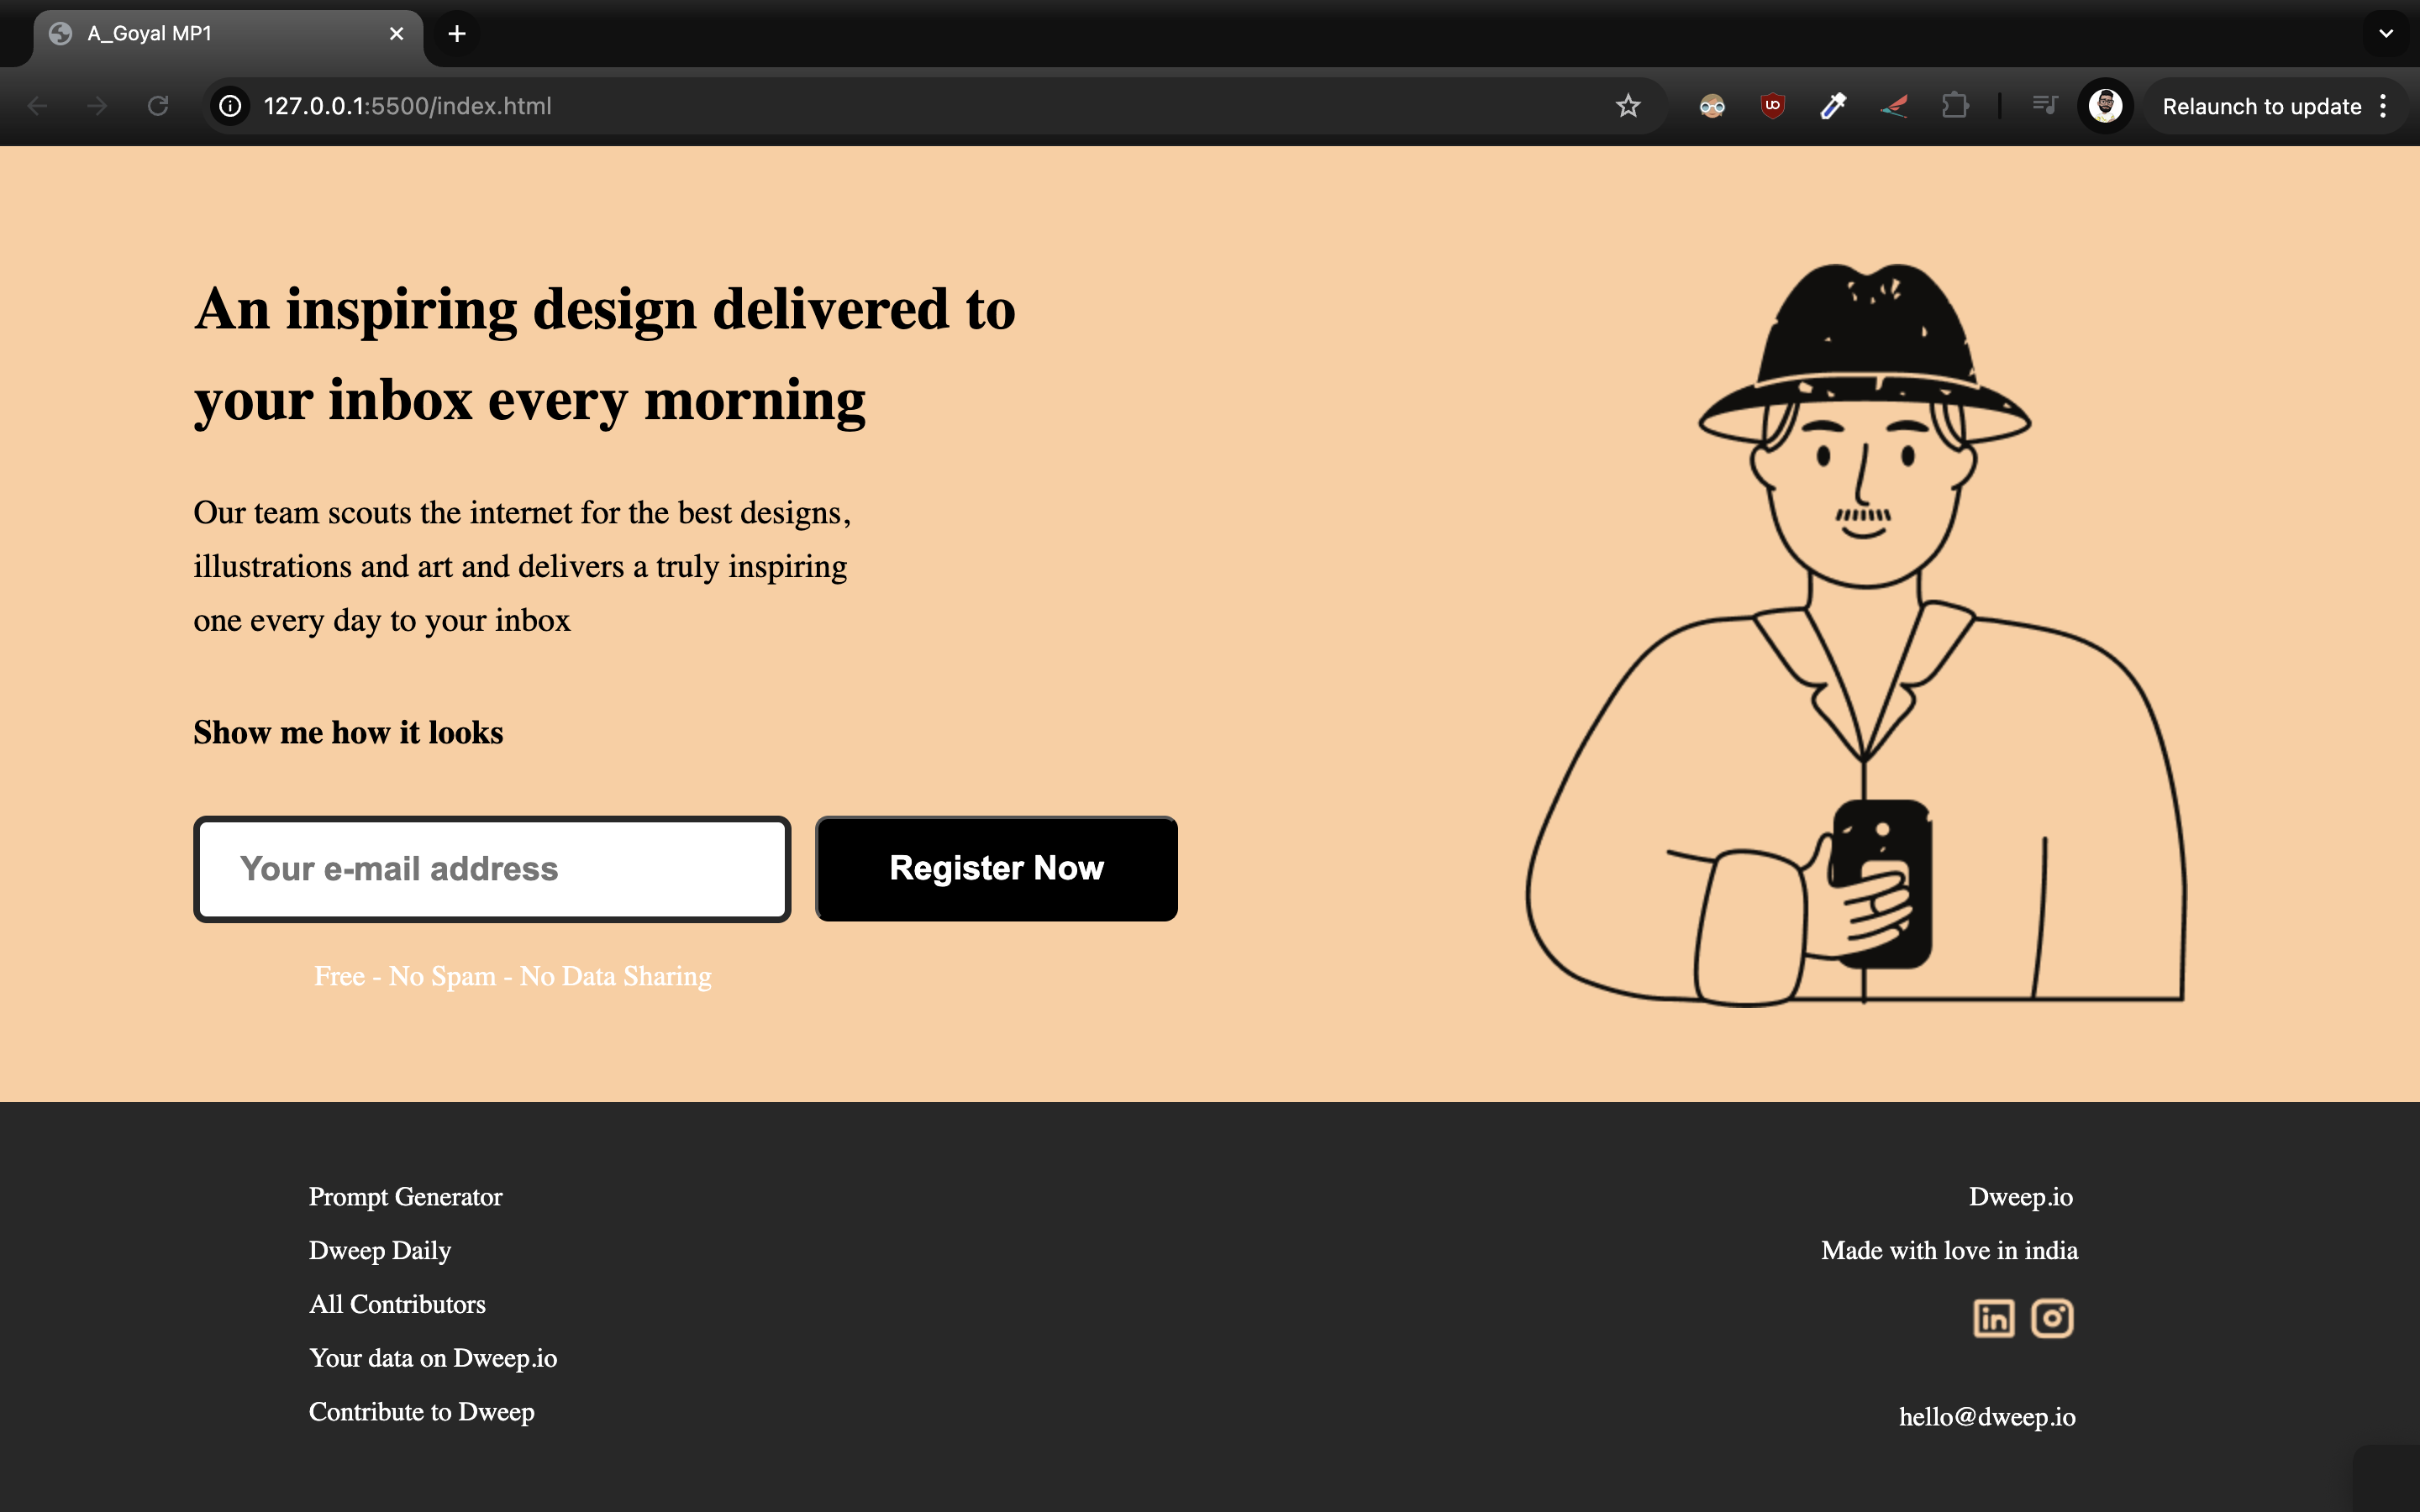 A_Goyal MP1
127.0.0.1:5500/index.html
Relaunch to update
An inspiring design delivered to
your inbox every morning
Our team scouts the internet for the best designs,
illustrations and art and delivers a truly inspiring
one every day to your inbox
Show me how it looks
Your e-mail address
Register Now
Free - No Spam - No Data Sharing
Prompt Generator
Dweep Daily
All Contributors
Your data on Dweep.io
Contribute to Dweep
Dweep.io
Made with love in india
in
hello@dweep.io